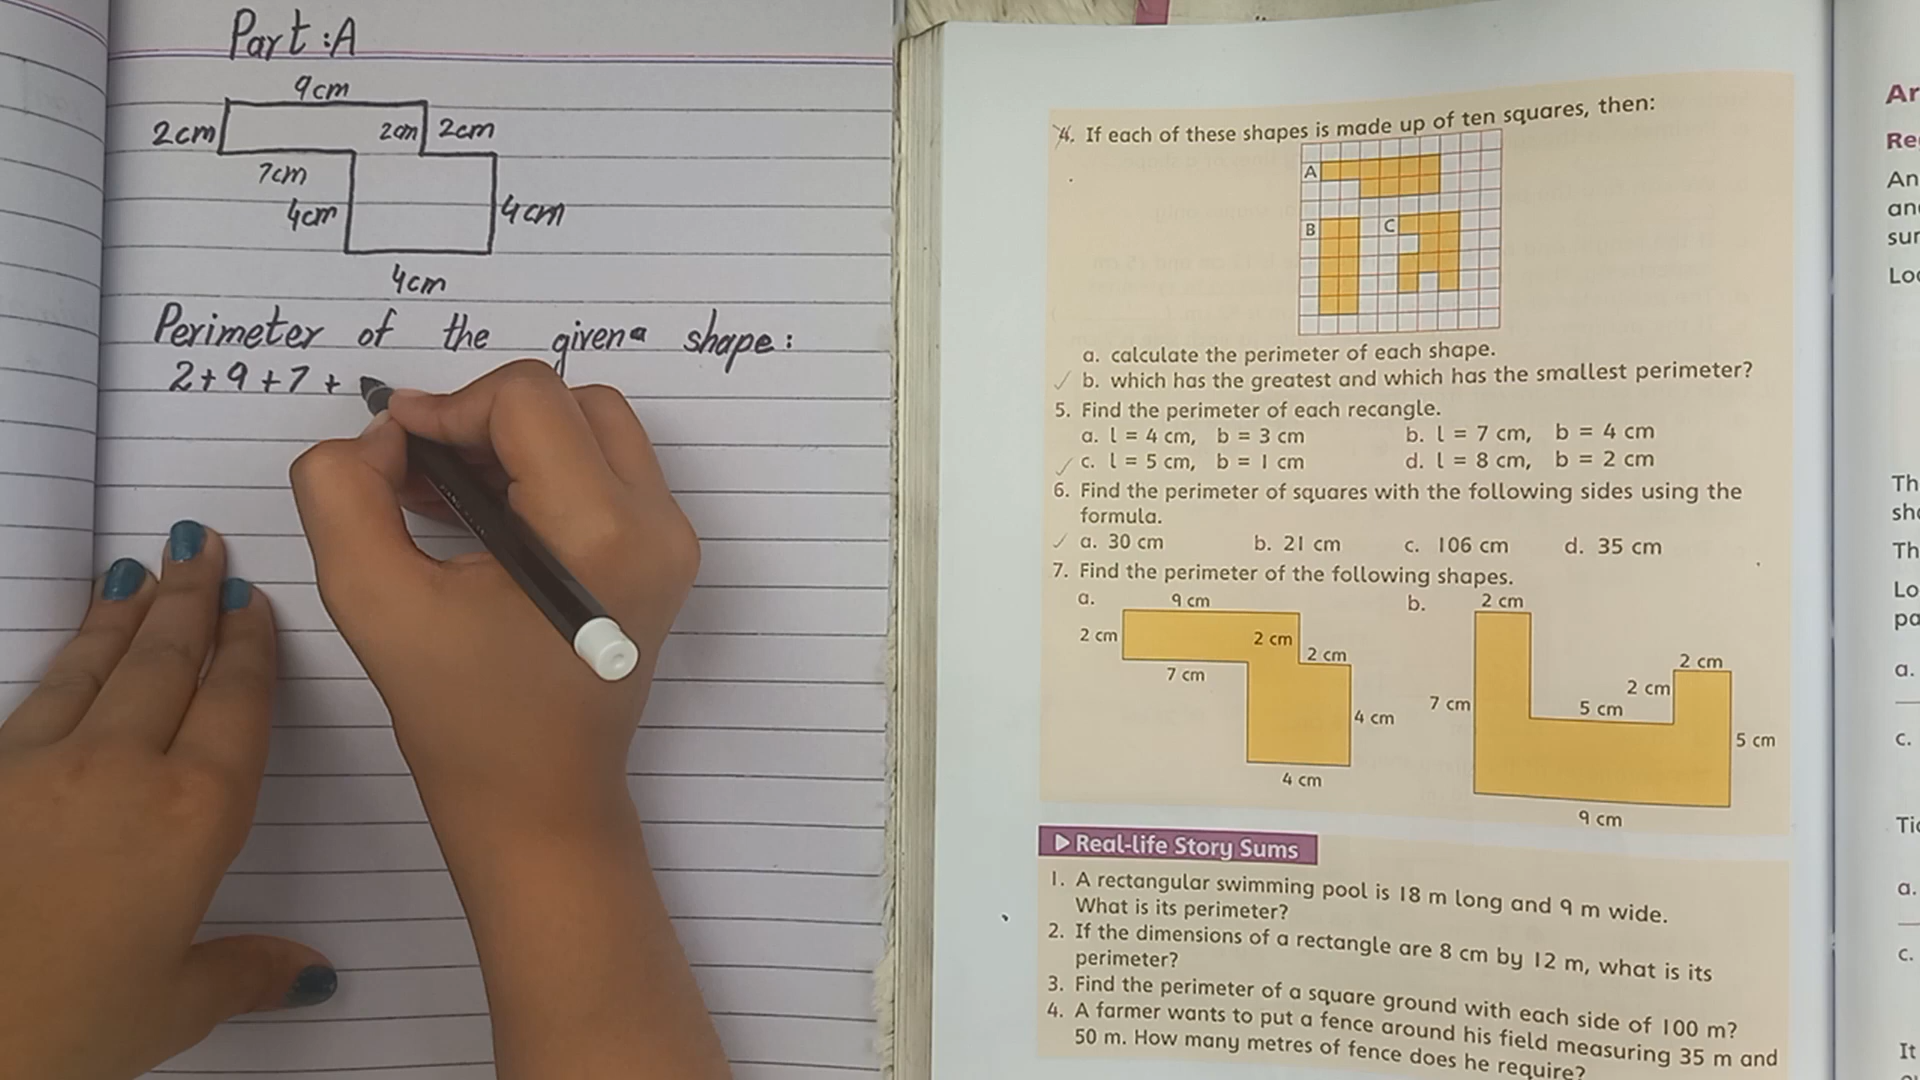 Part :A
9cm
2cm
2cm
2cm
7cm
4cm
4cm
4cm
Perimeter of the given shape:
2+9+7+
4. If each of these shapes is made up of ten squares, then:
A
B
C
a. calculate the perimeter of each shape.
b. which has the greatest and which has the smallest perimeter?
5. Find the perimeter of each recangle.
a. l = 4 cm, b = 3 cm
b. l = 7 cm, b = 4 cm
c. l = 5 cm, b = 1 cm
d. l = 8 cm, b = 2 cm
6. Find the perimeter of squares with the following sides using the
formula.
a. 30 cm b. 21 cm c. 106 cm d. 35 cm
7. Find the perimeter of the following shapes.
a.
9 cm
2 cm
2 cm
2 cm
7 cm
4 cm
4 cm
b.
2 cm
2 cm
2 cm
7 cm
5 cm
5 cm
9 cm
Real-life Story Sums
1. A rectangular swimming pool is 18 m long and 9 m wide.
What is its perimeter?
2. If the dimensions of a rectangle are 8 cm by 12 m, what is its
perimeter?
3. Find the perimeter of a square ground with each side of 100 m?
4. A farmer wants to put a fence around his field measuring 35 m and
50 m. How many metres of fence does he require?
a.
c.
a.
c.
It